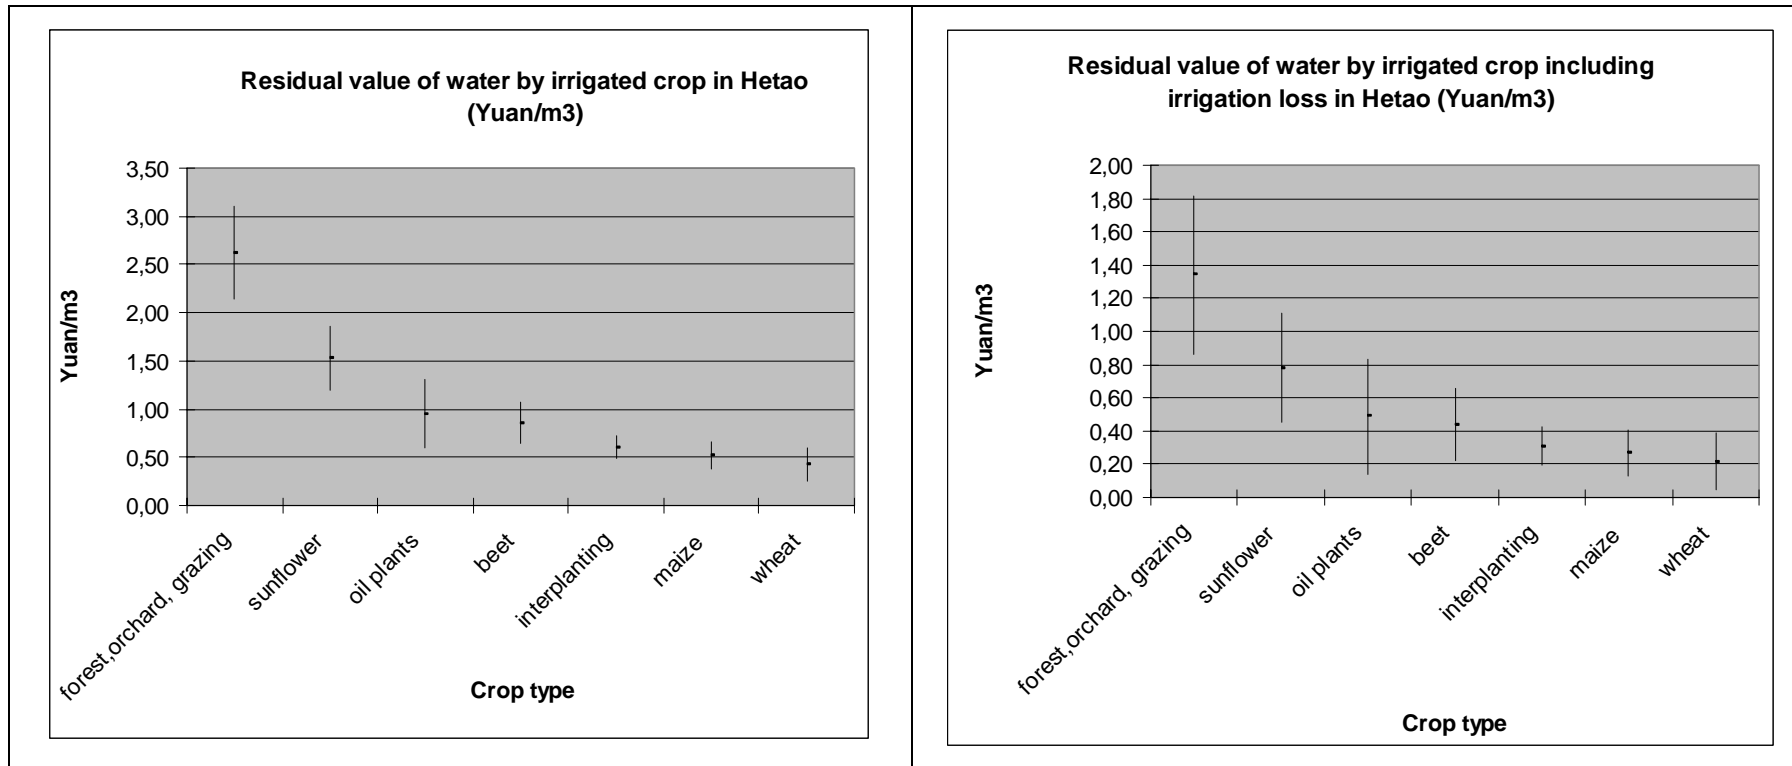 Residual value of water by irrigated crop in Hetao
(Yuan/m3)
3,50
3,00
2,50
2,00
1,50
1,00
0,50
0,00
Yuan/m3
forest,orchard, grazing
sunflower
oil plants
beet
interplanting
maize
wheat
Crop type
Residual value of water by irrigated crop including
irrigation loss in Hetao (Yuan/m3)
2,00
1,80
1,60
1,40
1,20
1,00
0,80
0,60
0,40
0,20
0,00
Yuan/m3
forest,orchard, grazing
sunflower
oil plants
beet
interplanting
maize
wheat
Crop type